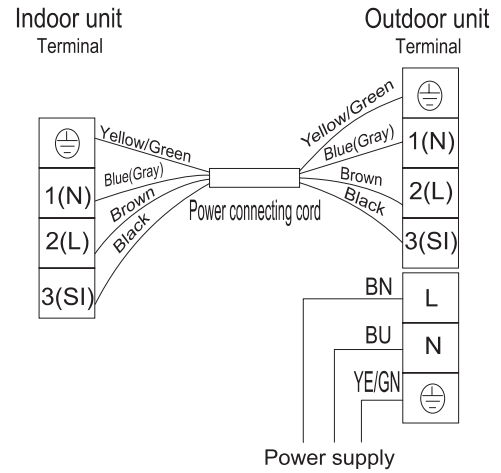 Indoor unit
Terminal
Outdoor unit
Terminal
Yellow/Green
Blue(Gray)
Brown
Black
1(N)
2(L)
3(SI)
Power connecting cord
Yellow/Green
Blue(Gray)
Brown
Black
1(N)
2(L)
3(SI)
BN
L
BU
N
YE/GN
Power supply